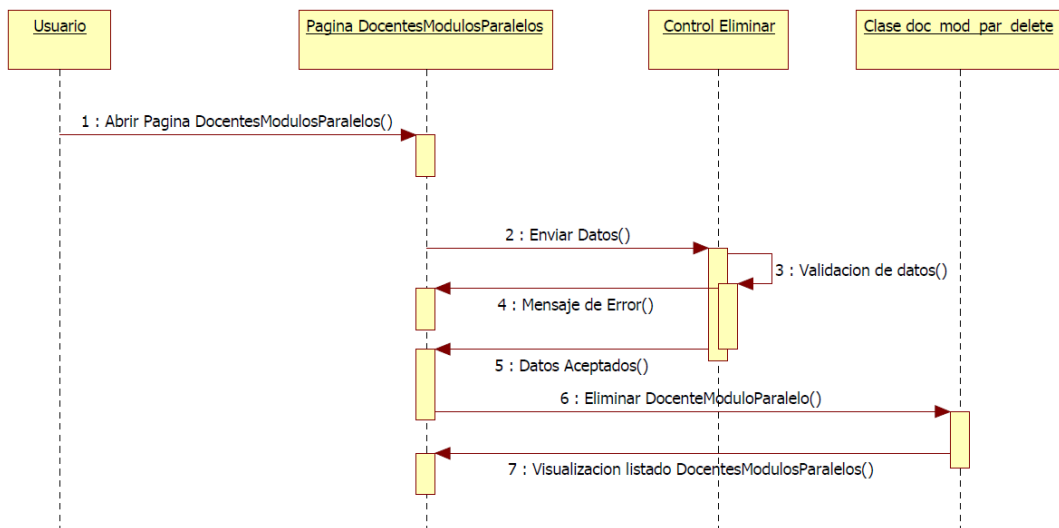 Usuario
Pagina DocentesModulosParalelos
Control Eliminar
Clase doc_mod_par_delete
1 : Abrir Pagina DocentesModulosParalelos()
2 : Enviar Datos()
3 : Validacion de datos()
4 : Mensaje de Error()
5 : Datos Aceptados()
6 : Eliminar DocenteModuloParalelo()
7 : Visualizacion listado DocentesModulosParalelos()